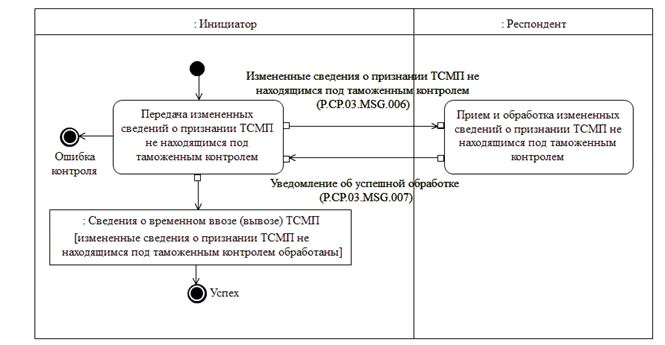 : Инициатор
: Респондент
Измененные сведения о признании ТСМП не
находящимся под таможенным контролем
(P.CP.03.MSG.006)
Передача измененных
сведений о признании ТСМП
не находящимся под
таможенным контролем
Прием и обработка измененных
сведений о признании ТСМП не
находящимся под таможенным
контролем
Ошибка
контроля
Уведомление об успешной обработке
(P.CP.03.MSG.007)
: Сведения о временном ввозе (вывозе) ТСМП
[измененные сведения о признании ТСМП не
находящимся под таможенным контролем обработаны]
Успех